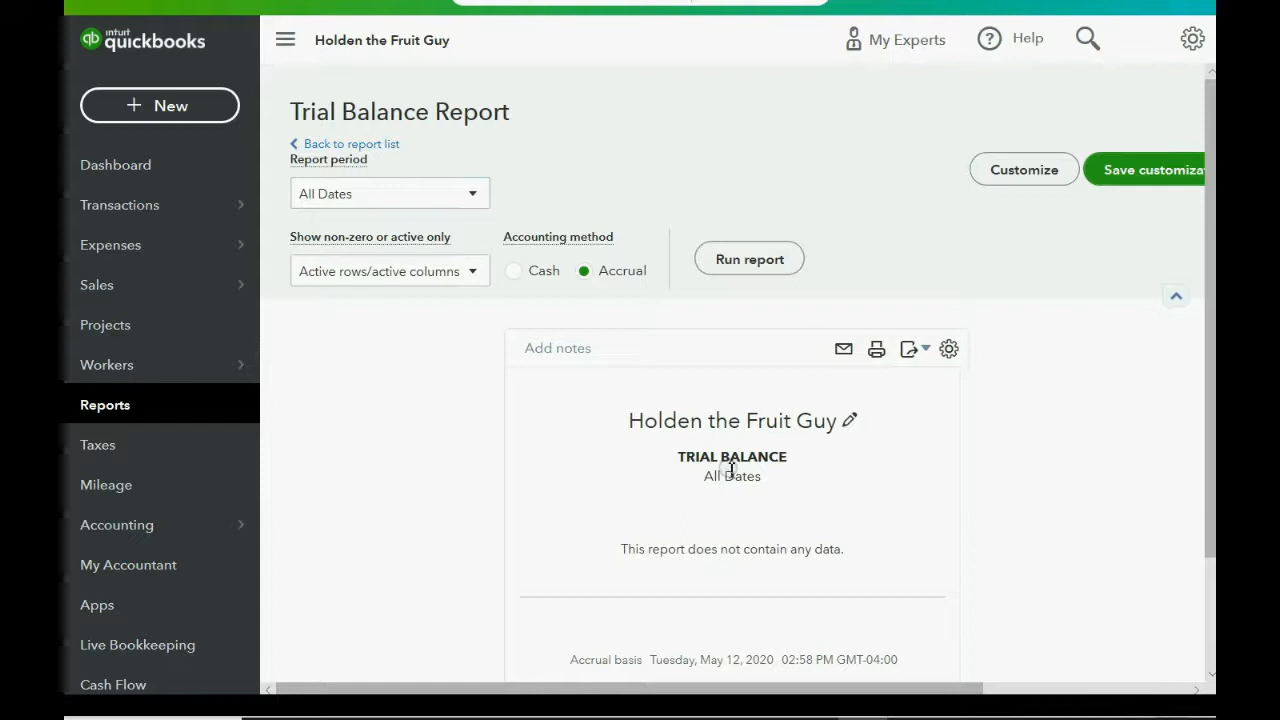 intuit
quickbooks
Holden the Fruit Guy
My Experts
Help
+ New
Dashboard
Transactions
Expenses
Sales
Projects
Workers
Reports
Taxes
Mileage
Accounting
My Accountant
Apps
Live Bookkeeping
Cash Flow
Trial Balance Report
Back to report list
Report period
All Dates
Customize
Save customiza
Show non-zero or active only
Accounting method
Active rows/active columns
Cash
Accrual
Run report
Add notes
Holden the Fruit Guy
TRIAL BALANCE
All Dates
This report does not contain any data.
Accrual basis Tuesday, May 12, 2020 02:58 PM GMT-04:00